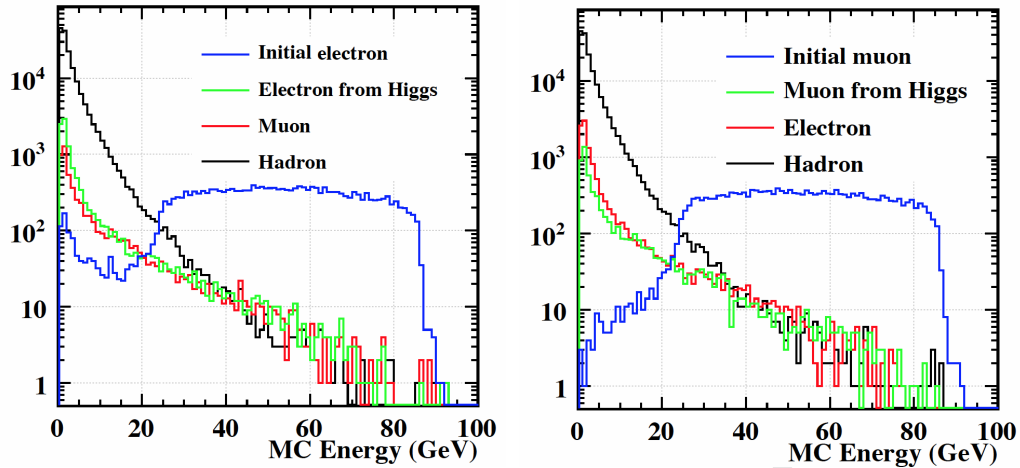 10⁴
10³
10²
10
1
Initial electron
Electron from Higgs
Muon
Hadron
0 20 40 60 80 100
MC Energy (GeV)
10⁴
10³
10²
10
1
Initial muon
Muon from Higgs
Electron
Hadron
0 20 40 60 80 100
MC Energy (GeV)